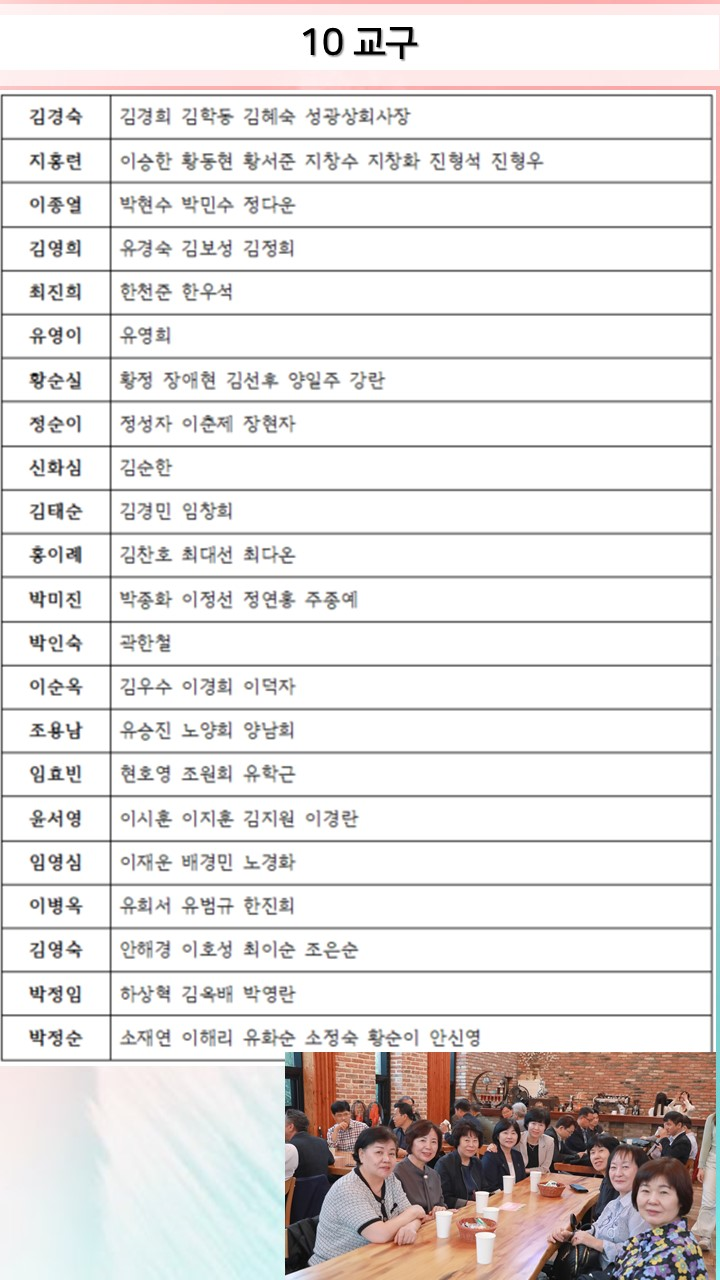 10 교구
김경숙 김경희 김학동 김혜숙 성광상회사장
지홍련 이승한 황동현 황서준 지창수 지창화 진형석 진형우
이종열 박현수 박민수 정다운
김영희 유경숙 김보성 김정희
최진희 한천준 한우석
유영이 유영희
황순실 황정 장애현 김선후 양일주 강란
정순이 정성자 이춘제 장현자
신화심 김순한
김태순 김경민 임창희
홍이례 김찬호 최대선 최다온
박미진 박종화 이정선 정연홍 주종예
박인숙 곽한철
이순옥 김우수 이경희 이덕자
조용남 유승진 노양희 양남희
임효빈 현호영 조원희 유학근
윤서영 이시훈 이지훈 김지원 이경란
임영심 이재운 배경민 노경화
이병옥 유희서 유범규 한진희
김영숙 안해경 이호성 최이순 조은순
박정임 하상혁 김옥배 박영란
박정순 소재연 이해리 유화순 소정숙 황순이 안신영